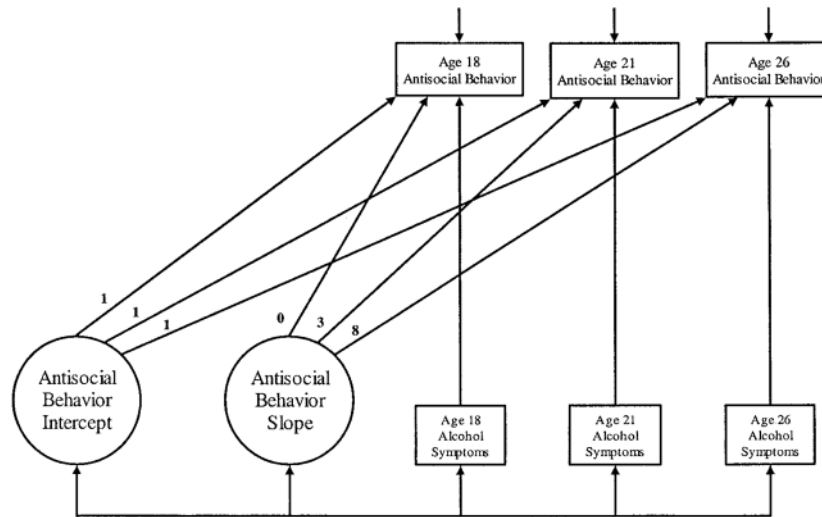 Age 18
Antisocial Behavior
Age 21
Antisocial Behavior
Age 26
Antisocial Behavior
1
1
1
0
3
8
Antisocial
Behavior
Intercept
Antisocial
Behavior
Slope
Age 18
Alcohol
Symptoms
Age 21
Alcohol
Symptoms
Age 26
Alcohol
Symptoms